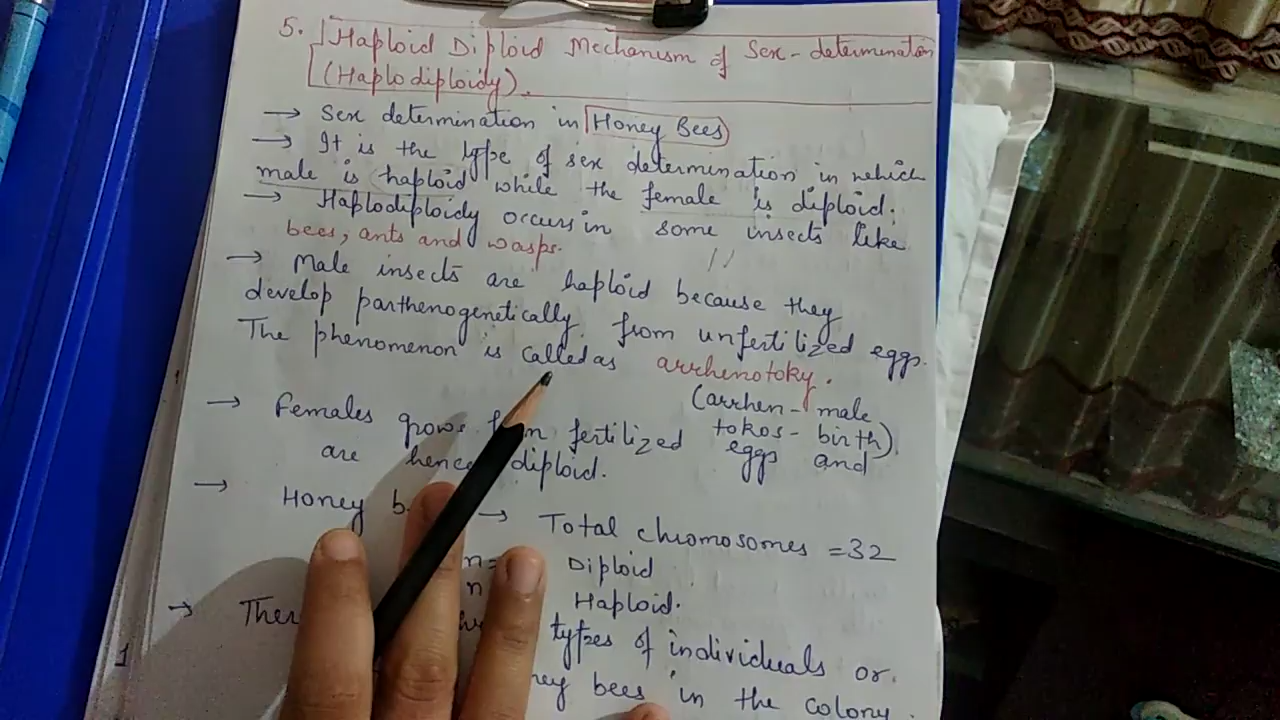 5. Haploid Diploid Mechanism of Sex-determination
(Haplodiploidy).
→ Sex determination in Honey Bees
→ It is the type of sex determination in which
male is haploid while the female is diploid.
→ Haplodiploidy occurs in some insects like
bees, ants and wasps.
→ Male insects are haploid because they
develop parthenogenetically from unfertilized eggs.
The phenomenon is called as arrhenotoky.
(arrhen - male
tokos - birth)
→ Females grows fertilized eggs and
are hence diploid.
→ Honey b → Total chromosomes = 32
n= Diploid
n Haploid.
→ Ther types of individuals or
bees in the colony.
1